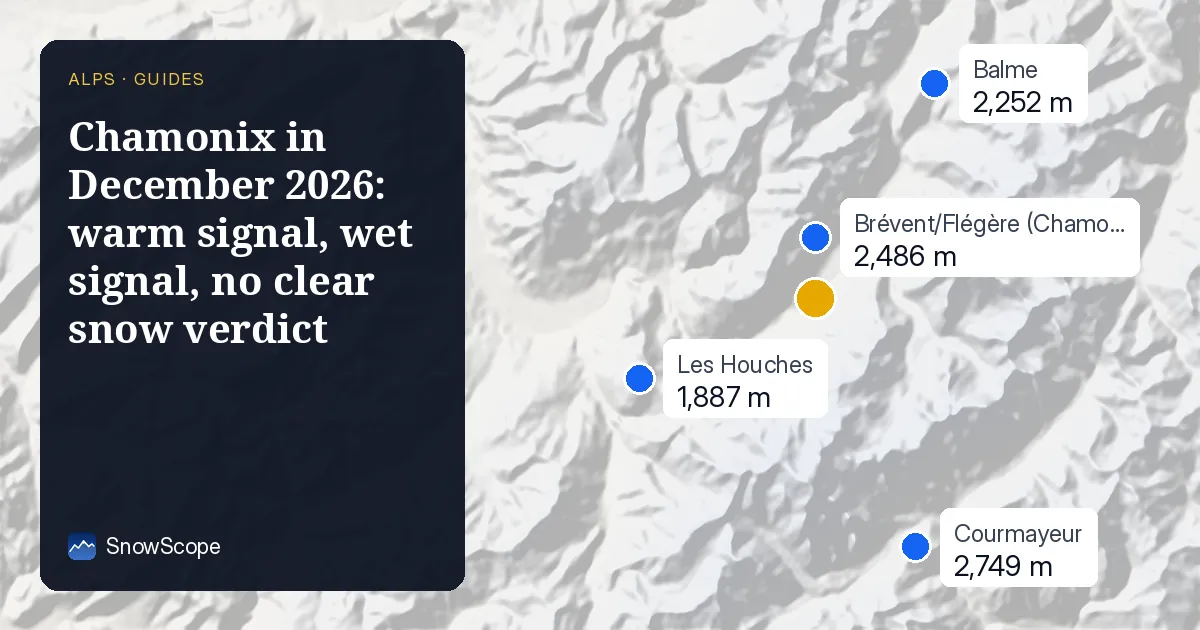 ALPS · GUIDES
Chamonix in
December 2026:
warm signal, wet
signal, no clear
snow verdict
SnowScope
Balme
2,252 m
Brévent/Flégère (Chamo...
2,486 m
Les Houches
1,887 m
Courmayeur
2,749 m